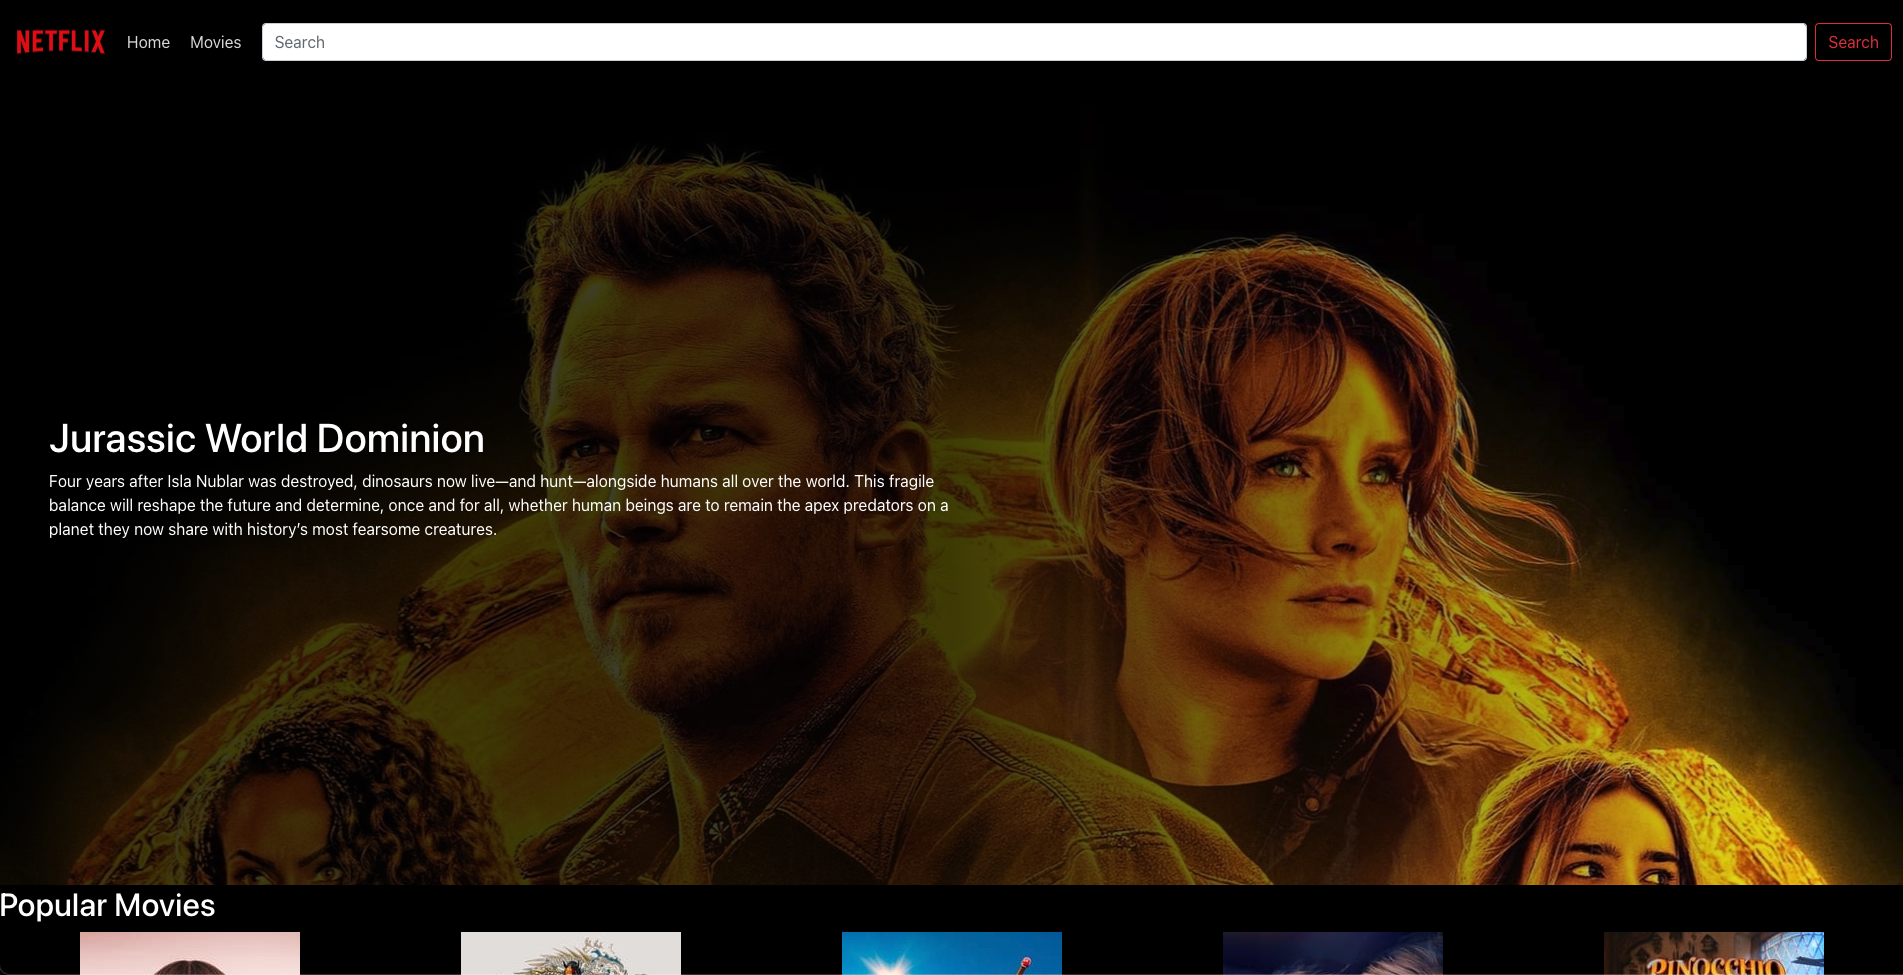 NETFLIX Home Movies Search Search
Jurassic World Dominion
Four years after Isla Nublar was destroyed, dinosaurs now live—and hunt—alongside humans all over the world. This fragile
balance will reshape the future and determine, once and for all, whether human beings are to remain the apex predators on a
planet they now share with history’s most fearsome creatures.
Popular Movies
PINOCCHIO